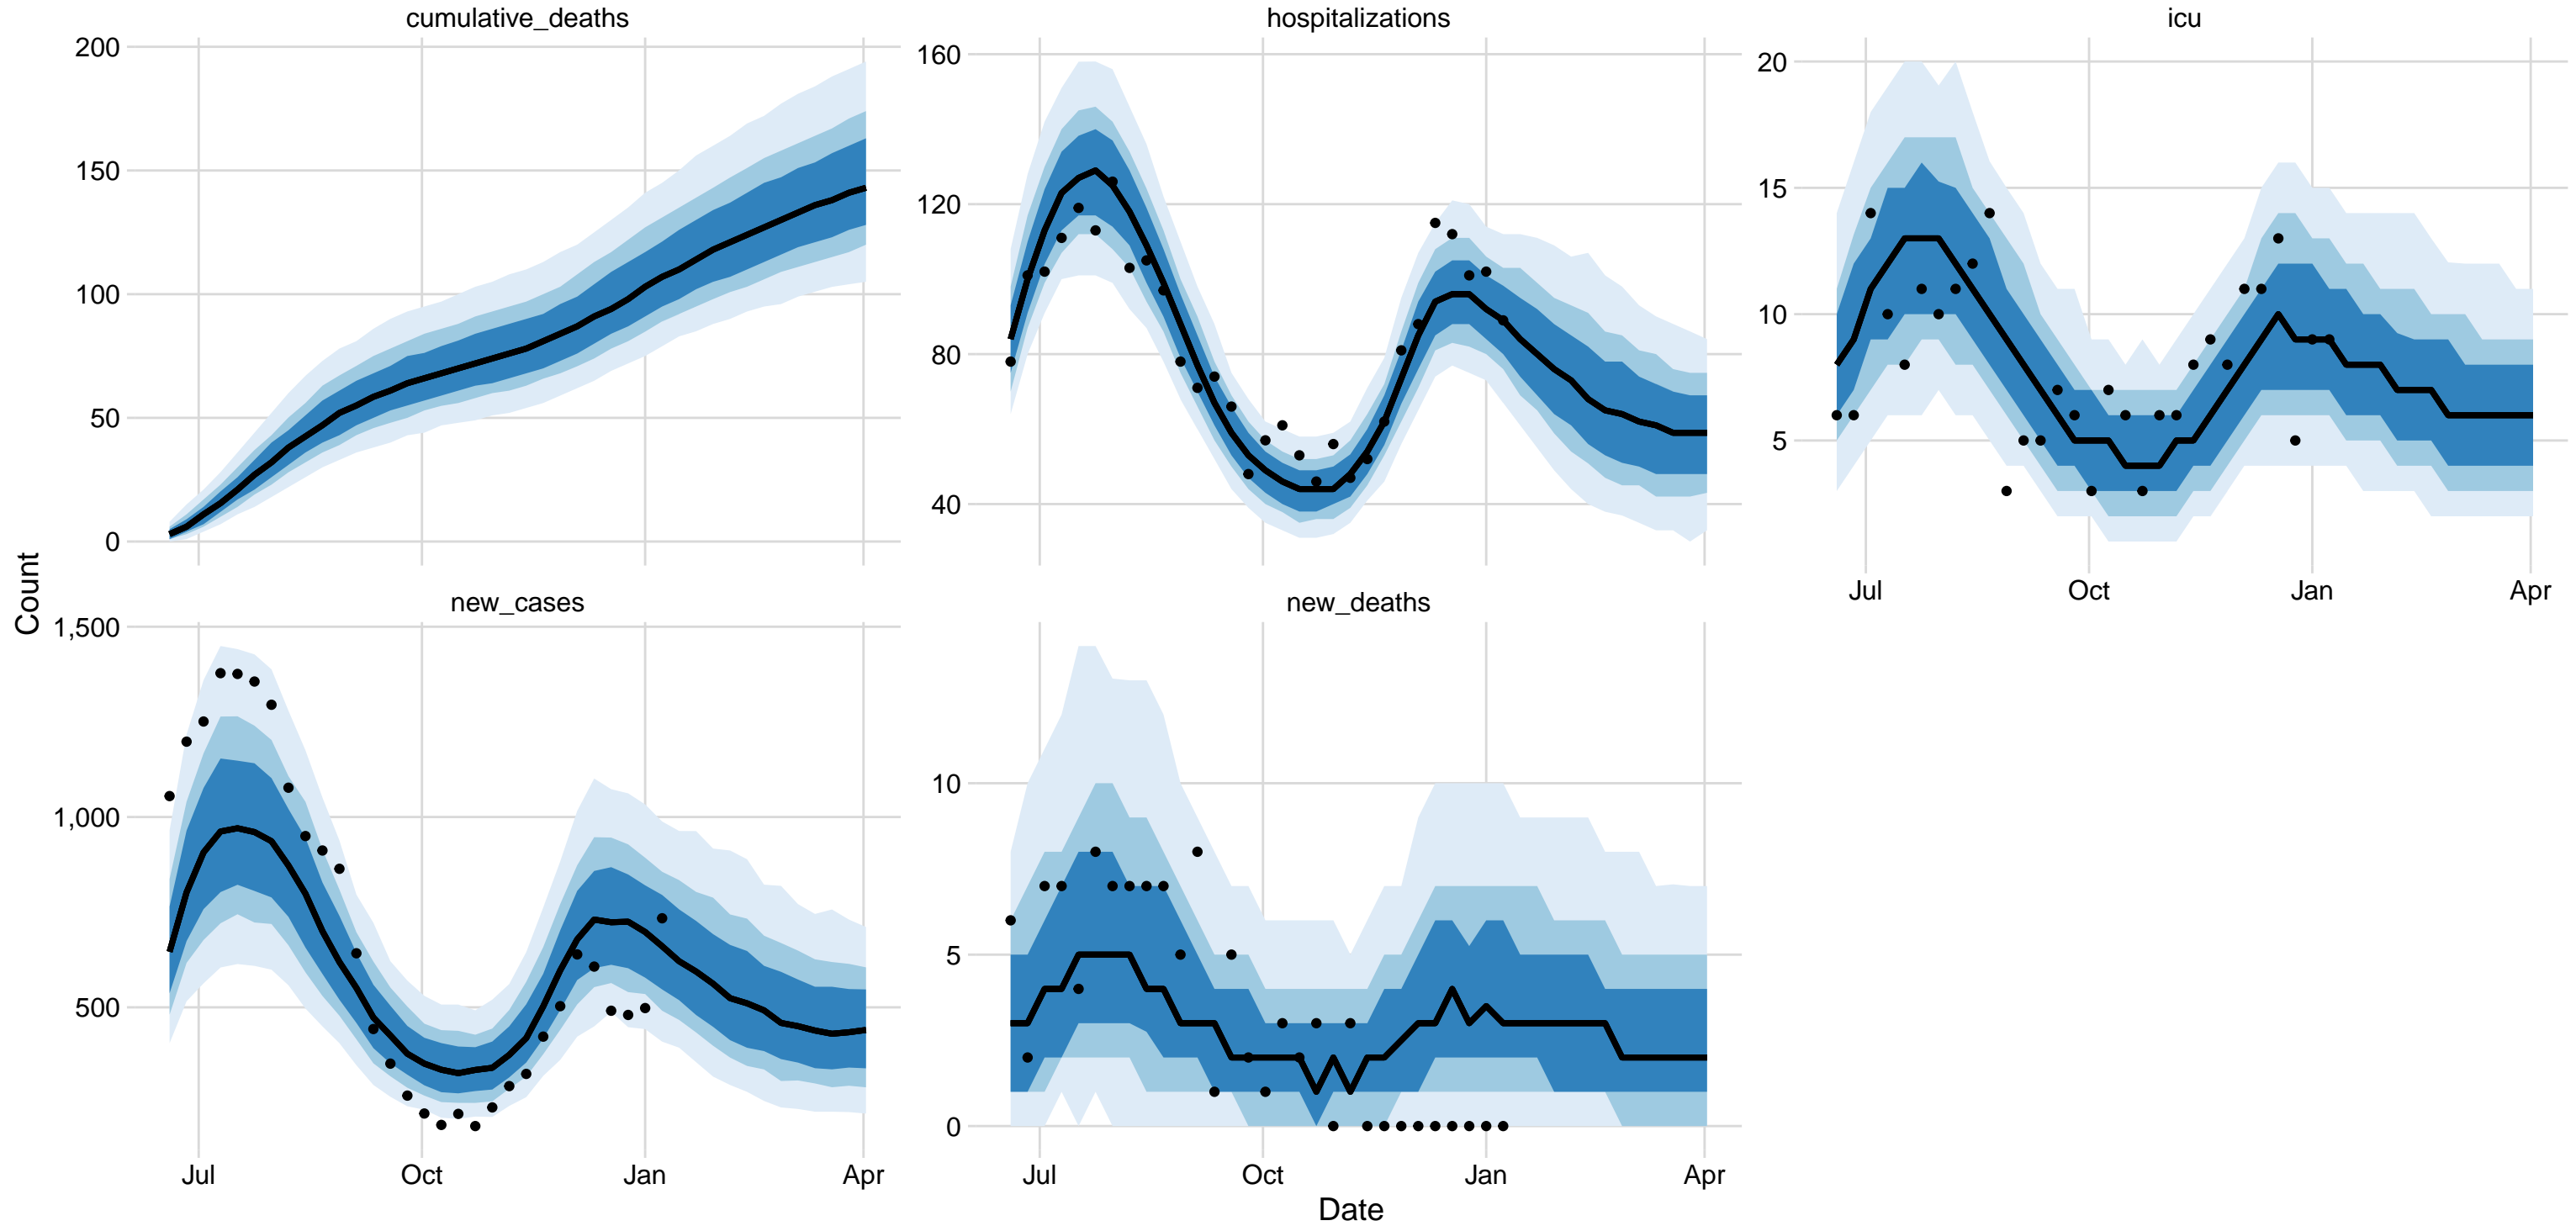 cumulative_deaths
hospitalizations
icu
200
150
100
50
0
160
120
80
40
20
15
10
5
Jul
Oct
Jan
Apr
Count
new_cases
new_deaths
1,500
1,000
500
10
5
0
Jul
Oct
Jan
Apr
Jul
Oct
Jan
Apr
Date